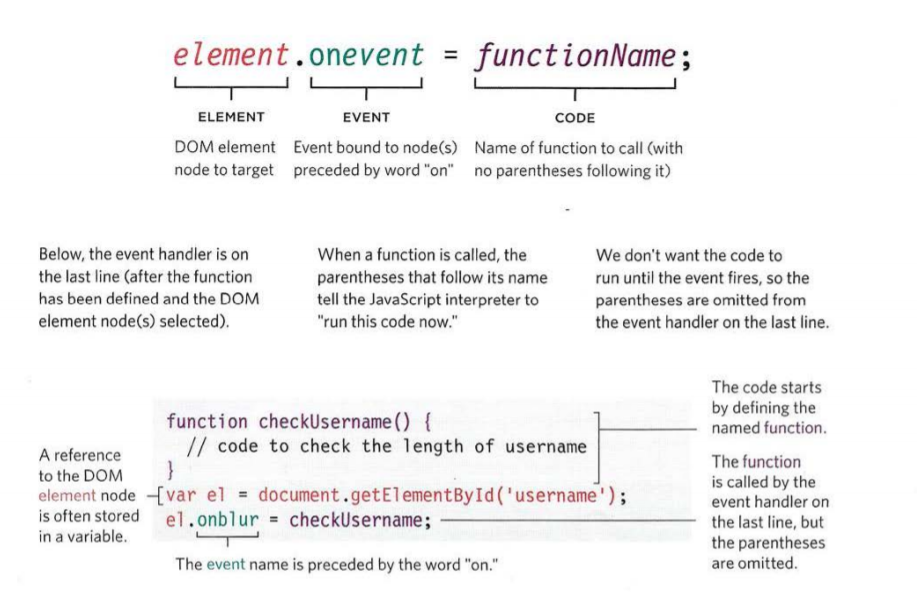 element.onevent = functionName;
ELEMENT
DOM element
node to target
EVENT
Event bound to node(s)
preceded by word "on"
CODE
Name of function to call (with
no parentheses following it)
Below, the event handler is on
the last line (after the function
has been defined and the DOM
element node(s) selected).
When a function is called, the
parentheses that follow its name
tell the JavaScript interpreter to
"run this code now."
We don't want the code to
run until the event fires, so the
parentheses are omitted from
the event handler on the last line.
A reference
to the DOM
element node
is often stored
in a variable.
function checkUsername() {
// code to check the length of username
}
var el = document.getElementById('username');
el.onblur = checkUsername;
The event name is preceded by the word "on."
The code starts
by defining the
named function.
The function
is called by the
event handler on
the last line, but
the parentheses
are omitted.